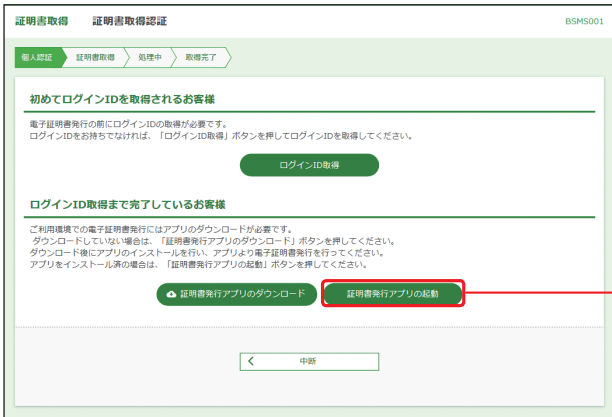 証明書取得 証明書取得認証 BSMS001
個人認証 証明書取得 処理中 取得完了
初めてログインIDを取得されるお客様
電子証明書発行の前にログインIDの取得が必要です。
ログインIDをお持ちでなければ、「ログインID取得」ボタンを押してログインIDを取得してください。
ログインID取得
ログインID取得まで完了しているお客様
ご利用環境での電子証明書発行にはアプリのダウンロードが必要です。
ダウンロードしていない場合は、「証明書発行アプリのダウンロード」ボタンを押してください。
ダウンロード後にアプリのインストールを行い、アプリより電子証明書発行を行ってください。
アプリをインストール済の場合は、「証明書発行アプリの起動」ボタンを押してください。
証明書発行アプリのダウンロード 証明書発行アプリの起動
中断